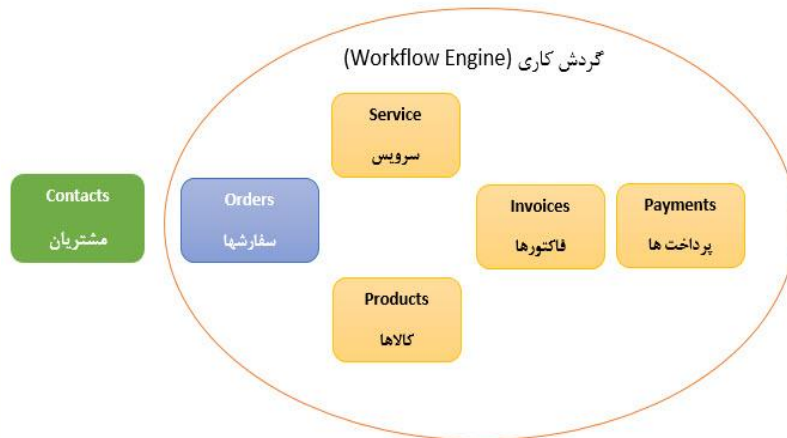 گردش کاری (Workflow Engine)
Service
سرویس
Contacts
مشتریان
Orders
سفارشها
Invoices
فاکتورها
Payments
پرداخت ها
Products
کالاها